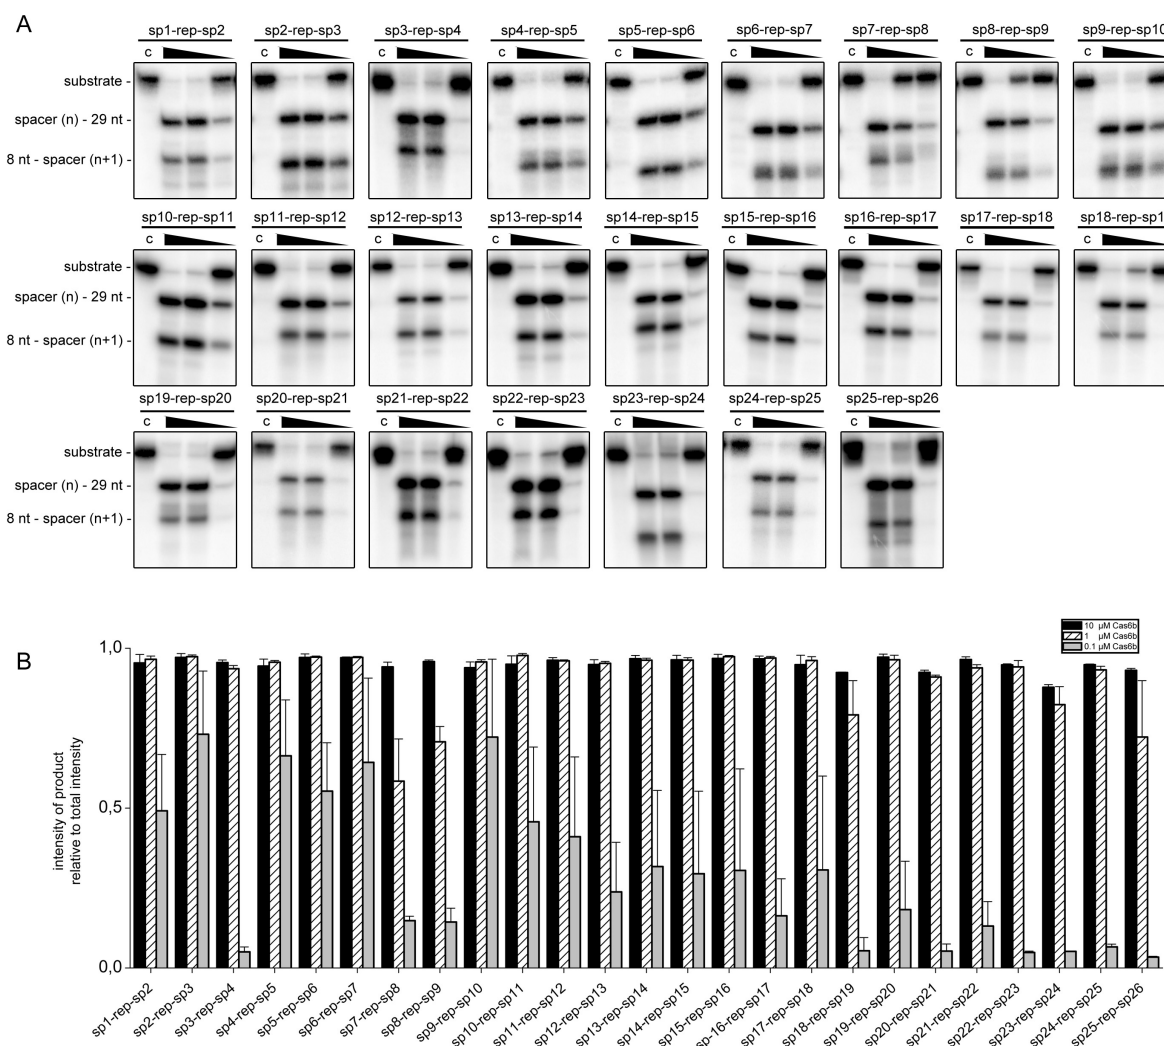 A
sp1-rep-sp2 sp2-rep-sp3 sp3-rep-sp4 sp4-rep-sp5 sp5-rep-sp6 sp6-rep-sp7 sp7-rep-sp8 sp8-rep-sp9 sp9-rep-sp10
c c c c c c c c c
substrate -
spacer (n) - 29 nt -
8 nt - spacer (n+1) -
sp10-rep-sp11 sp11-rep-sp12 sp12-rep-sp13 sp13-rep-sp14 sp14-rep-sp15 sp15-rep-sp16 sp16-rep-sp17 sp17-rep-sp18 sp18-rep-sp1
c c c c c c c c c
substrate -
spacer (n) - 29 nt -
8 nt - spacer (n+1) -
sp19-rep-sp20 sp20-rep-sp21 sp21-rep-sp22 sp22-rep-sp23 sp23-rep-sp24 sp24-rep-sp25 sp25-rep-sp26
c c c c c c c
substrate -
spacer (n) - 29 nt -
8 nt - spacer (n+1) -
B
10 µM Cas6b
1 µM Cas6b
0.1 µM Cas6b
intensity of product
relative to total intensity
1,0
0,5
0,0
sp1-rep-sp2
sp2-rep-sp3
sp3-rep-sp4
sp4-rep-sp5
sp5-rep-sp6
sp6-rep-sp7
sp7-rep-sp8
sp8-rep-sp9
sp9-rep-sp10
sp10-rep-sp11
sp11-rep-sp12
sp12-rep-sp13
sp13-rep-sp14
sp14-rep-sp15
sp15-rep-sp16
sp-16-rep-sp17
sp17-rep-sp18
sp18-rep-sp19
sp19-rep-sp20
sp20-rep-sp21
sp21-rep-sp22
sp22-rep-sp23
sp23-rep-sp24
sp24-rep-sp25
sp25-rep-sp26